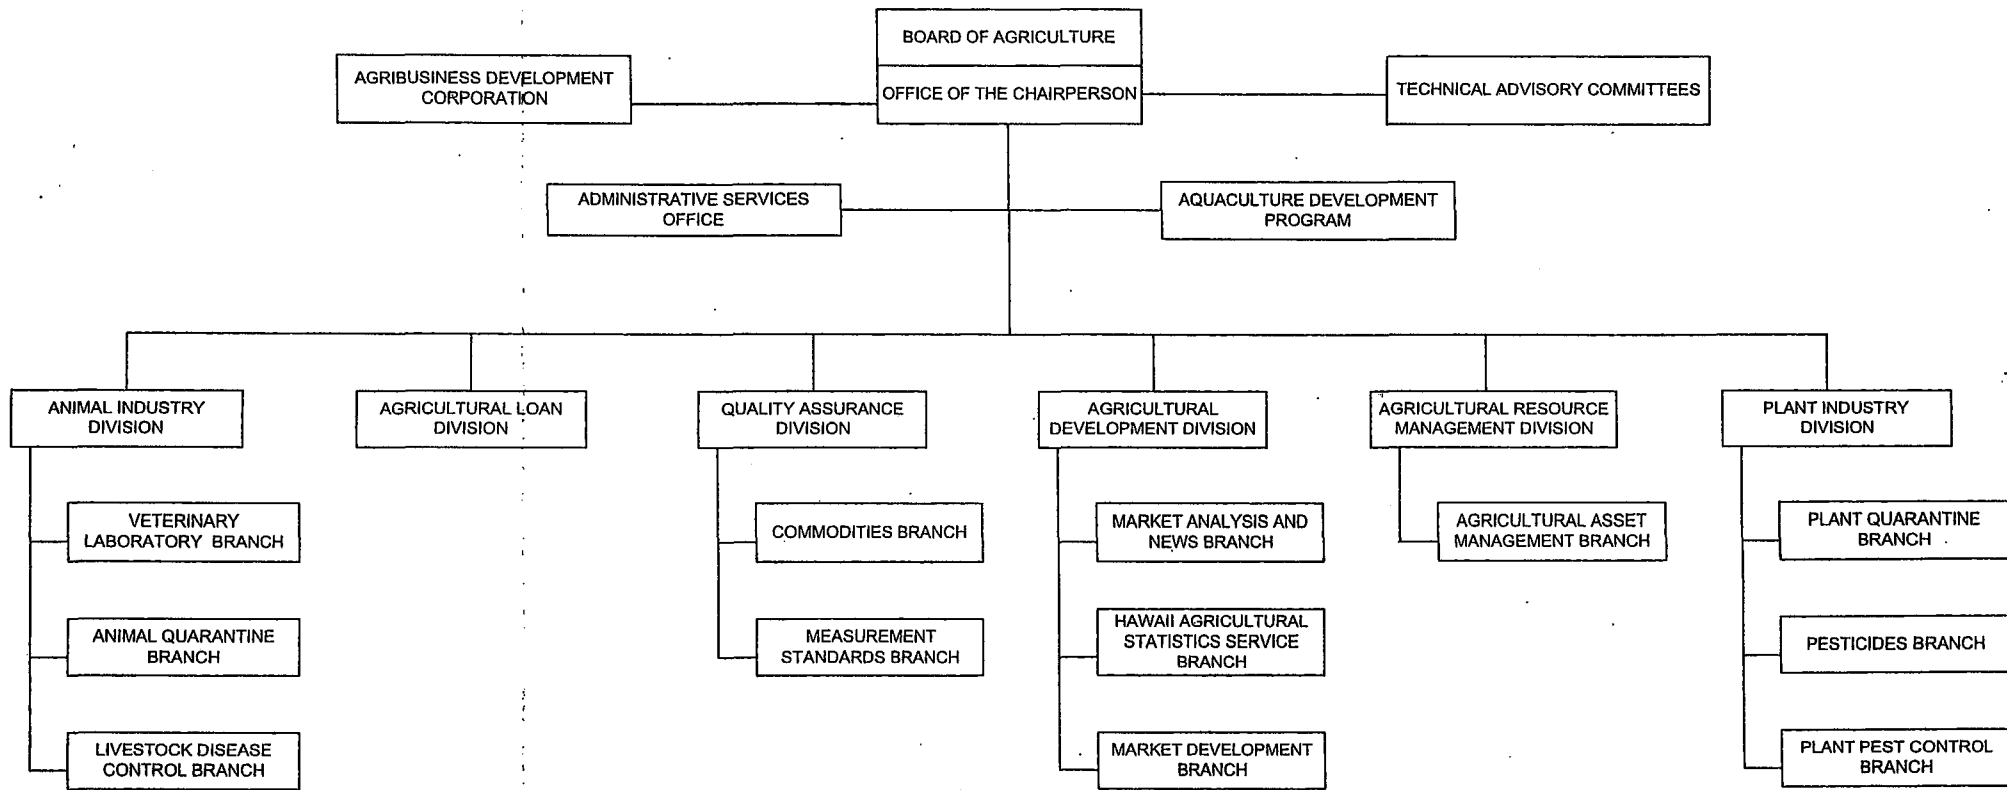 BOARD OF AGRICULTURE
AGRIBUSINESS DEVELOPMENT
CORPORATION
OFFICE OF THE CHAIRPERSON
TECHNICAL ADVISORY COMMITTEES
ADMINISTRATIVE SERVICES
OFFICE
AQUACULTURE DEVELOPMENT
PROGRAM
ANIMAL INDUSTRY
DIVISION
AGRICULTURAL LOAN
DIVISION
QUALITY ASSURANCE
DIVISION
AGRICULTURAL
DEVELOPMENT DIVISION
AGRICULTURAL RESOURCE
MANAGEMENT DIVISION
PLANT INDUSTRY
DIVISION
VETERINARY
LABORATORY BRANCH
COMMODITIES BRANCH
MARKET ANALYSIS AND
NEWS BRANCH
AGRICULTURAL ASSET
MANAGEMENT BRANCH
PLANT QUARANTINE
BRANCH
ANIMAL QUARANTINE
BRANCH
MEASUREMENT
STANDARDS BRANCH
HAWAII AGRICULTURAL
STATISTICS SERVICE
BRANCH
PESTICIDES BRANCH
LIVESTOCK DISEASE
CONTROL BRANCH
MARKET DEVELOPMENT
BRANCH
PLANT PEST CONTROL
BRANCH